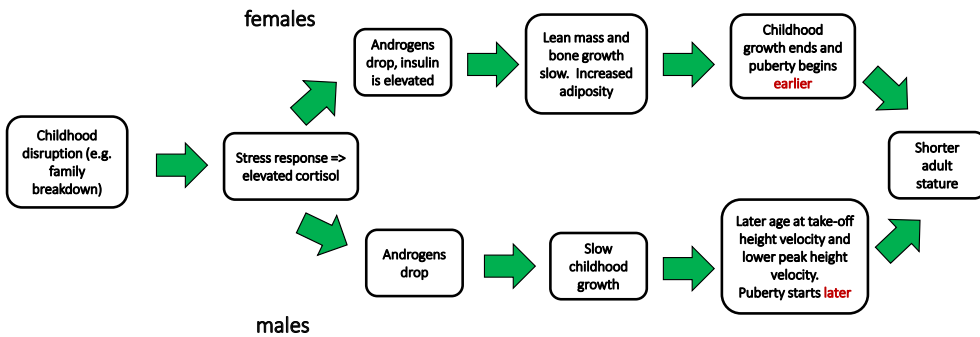 females
Androgens
drop, insulin
is elevated
Lean mass and
bone growth
slow.  Increased
adiposity
Childhood
growth ends and
puberty begins
earlier
Childhood
disruption (e.g.
family
breakdown)
Stress response =>
elevated cortisol
Shorter
adult
stature
Androgens
drop
Slow
childhood
growth
Later age at take-off
height velocity and
lower peak height
velocity.
Puberty starts later
males